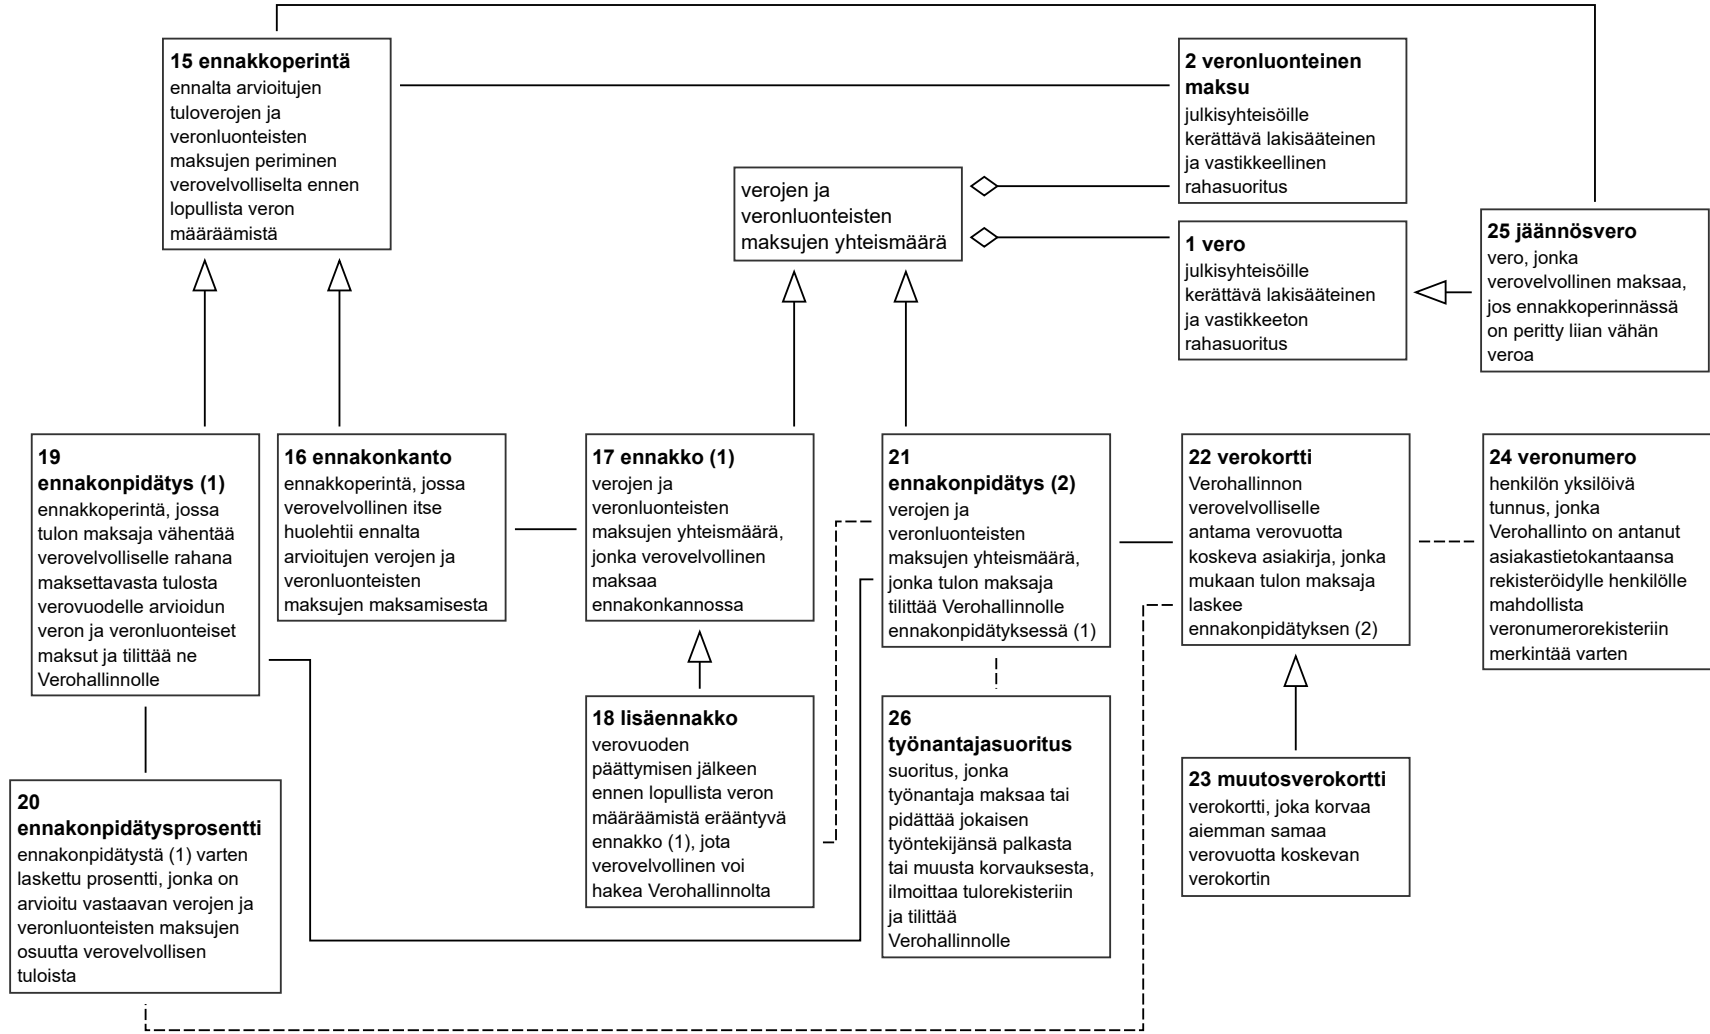 15 ennakkoperintä
ennalta arvioitujen
tuloverojen ja
veronluonteisten
maksujen periminen
verovelvolliselta ennen
lopullista veron
määräämistä
2 veronluonteinen
maksu
julkisyhteisöille
kerättävä lakisääteinen
ja vastikkeellinen
rahasuoritus
verojen ja
veronluonteisten
maksujen yhteismäärä
1 vero
julkisyhteisöille
kerättävä lakisääteinen
ja vastikkeeton
rahasuoritus
25 jäännösvero
vero, jonka
verovelvollinen maksaa,
jos ennakkoperinnässä
on peritty liian vähän
veroa
19
ennakonpidätys (1)
ennakkoperintä, jossa
tulon maksaja vähentää
verovelvolliselle rahana
maksettavasta tulosta
verovuodelle arvioidun
veron ja veronluonteiset
maksut ja tilittää ne
Verohallinnolle
16 ennakonkanto
ennakkoperintä, jossa
verovelvollinen itse
huolehtii ennalta
arvioitujen verojen ja
veronluonteisten
maksujen maksamisesta
17 ennakko (1)
verojen ja
veronluonteisten
maksujen yhteismäärä,
jonka verovelvollinen
maksaa
ennakonkannossa
21
ennakonpidätys (2)
verojen ja
veronluonteisten
maksujen yhteismäärä,
jonka tulon maksaja
tilittää Verohallinnolle
ennakonpidätyksessä (1)
22 verokortti
Verohallinnon
verovelvolliselle
antama verovuotta
koskeva asiakirja, jonka
mukaan tulon maksaja
laskee
ennakonpidätyksen (2)
24 veronumero
henkilön yksilöivä
tunnus, jonka
Verohallinto on antanut
asiakastietokantaansa
rekisteröidylle henkilölle
mahdollista
veronumerorekisteriin
merkintää varten
20
ennakonpidätysprosentti
ennakonpidätystä (1) varten
laskettu prosentti, jonka on
arvioitu vastaavan verojen ja
veronluonteisten maksujen
osuutta verovelvollisen
tuloista
18 lisäennakko
verovuoden
päättymisen jälkeen
ennen lopullista veron
määräämistä erääntyvä
ennakko (1), jota
verovelvollinen voi
hakea Verohallinnolta
26
työnantajasuoritus
suoritus, jonka
työnantaja maksaa tai
pidättää jokaisen
työntekijänsä palkasta
tai muusta korvauksesta,
ilmoittaa tulorekisteriin
ja tilittää
Verohallinnolle
23 muutosverokortti
verokortti, joka korvaa
aiemman samaa
verovuotta koskevan
verokortin